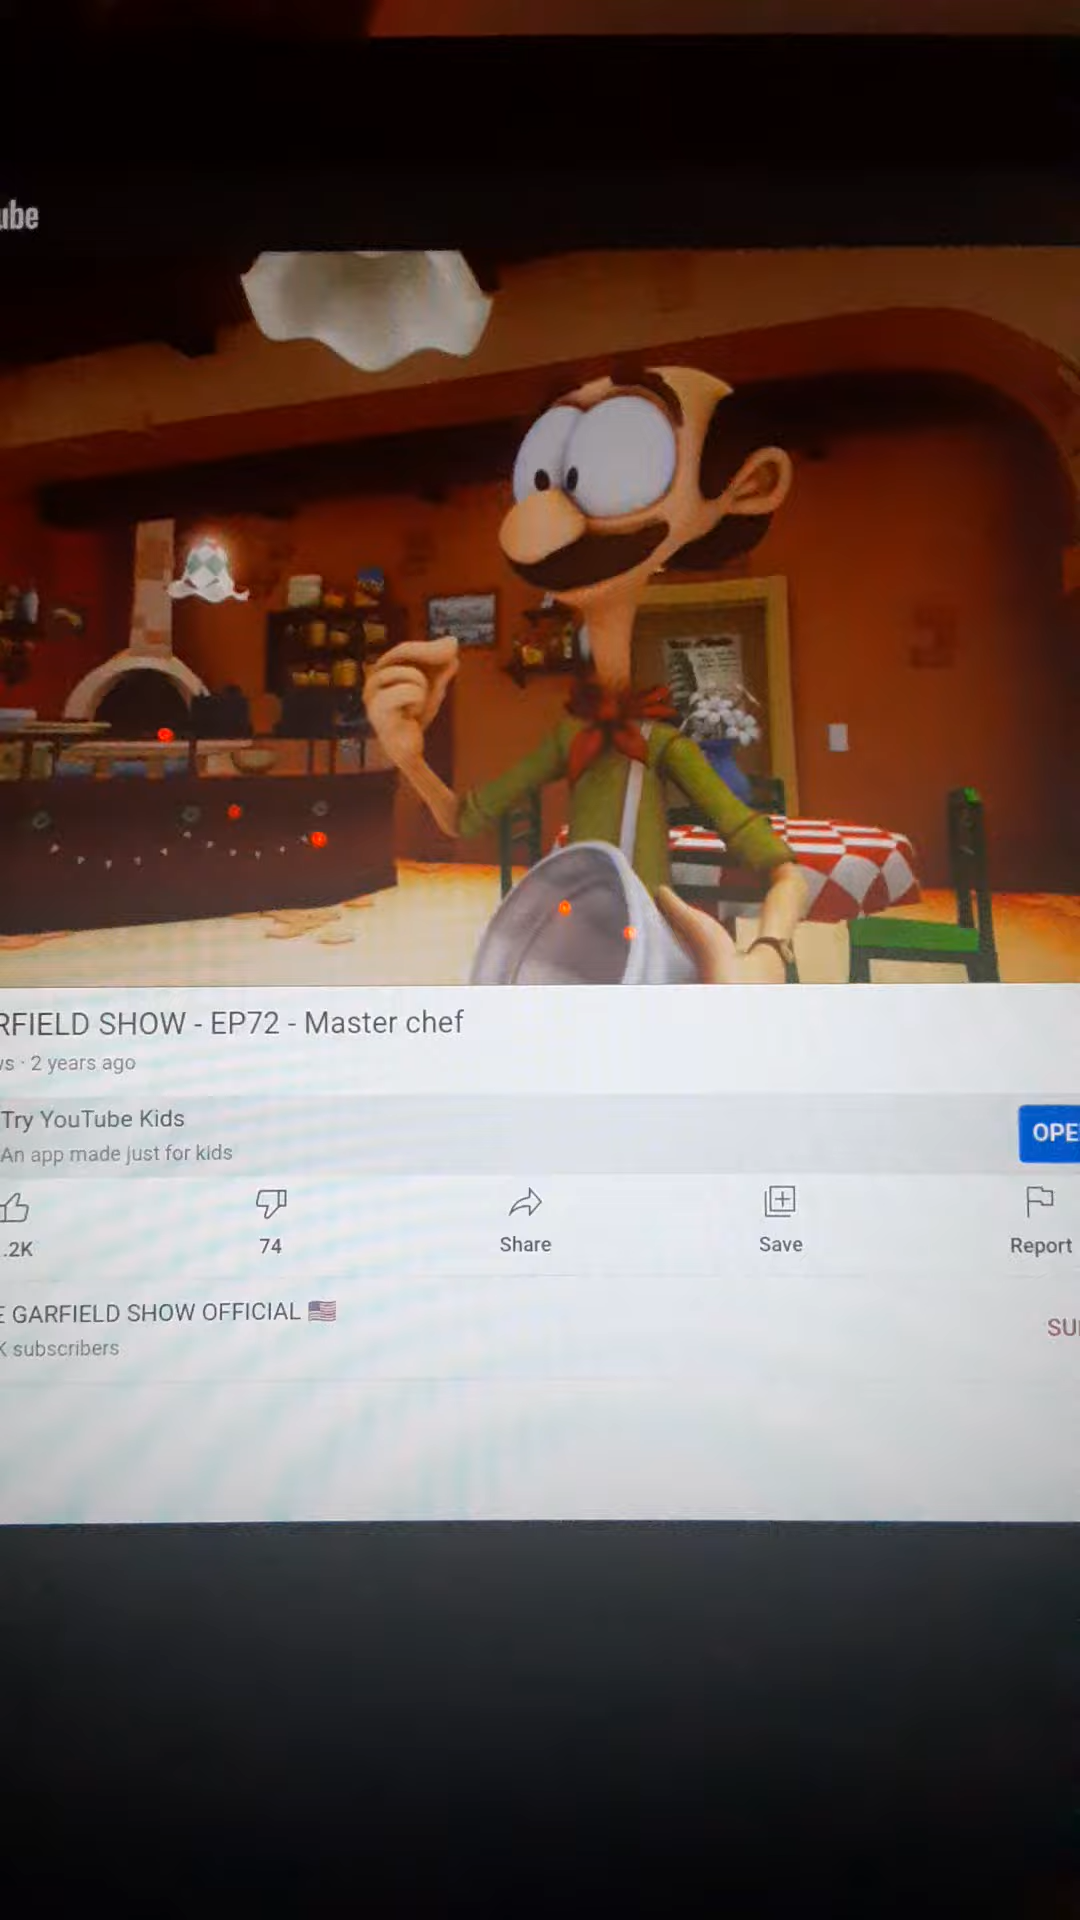 ube
RFIELD SHOW - EP72 - Master chef
ws · 2 years ago
Try YouTube Kids
An app made just for kids
OPE
.2K
74
Share
Save
Report
E GARFIELD SHOW OFFICIAL 🇺🇸
K subscribers
SU